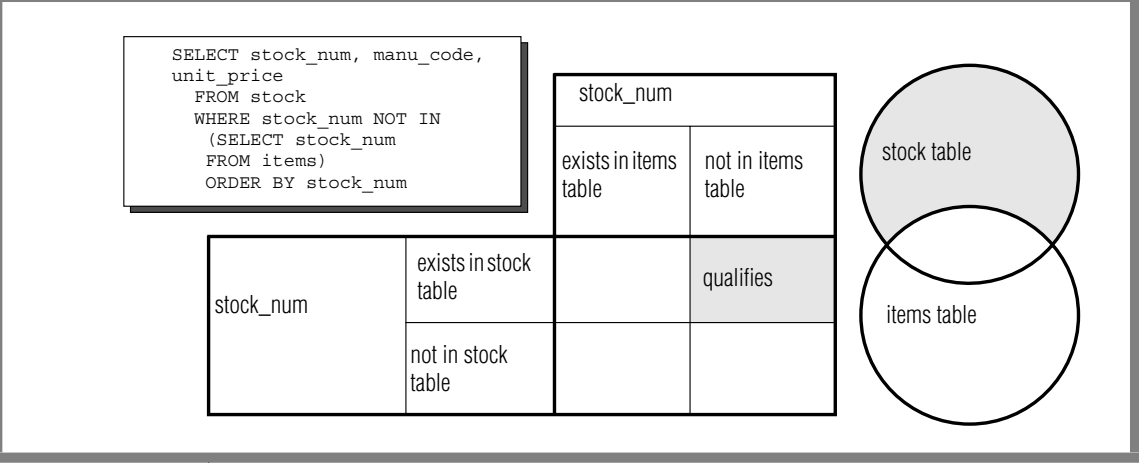 SELECT stock_num, manu_code,
unit_price
FROM stock
WHERE stock_num NOT IN
(SELECT stock_num
FROM items)
ORDER BY stock_num
stock_num
exists in items
table
not in items
table
stock_num
exists in stock
table
qualifies
not in stock
table
stock table
items table